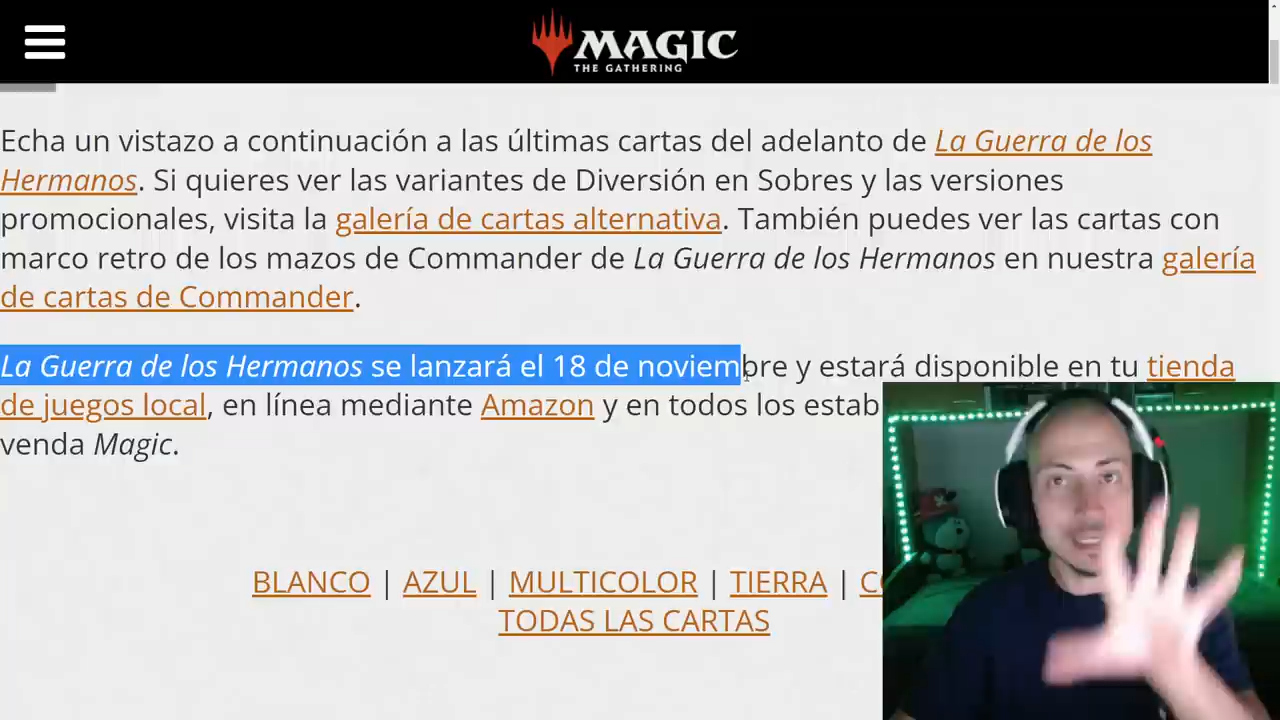 MAGIC
THE GATHERING
Echa un vistazo a continuación a las últimas cartas del adelanto de La Guerra de los
Hermanos. Si quieres ver las variantes de Diversión en Sobres y las versiones
promocionales, visita la galería de cartas alternativa. También puedes ver las cartas con
marco retro de los mazos de Commander de La Guerra de los Hermanos en nuestra galería
de cartas de Commander.
La Guerra de los Hermanos se lanzará el 18 de noviembre y estará disponible en tu tienda
de juegos local, en línea mediante Amazon y en todos los estab
venda Magic.
BLANCO | AZUL | MULTICOLOR | TIERRA |
TODAS LAS CARTAS